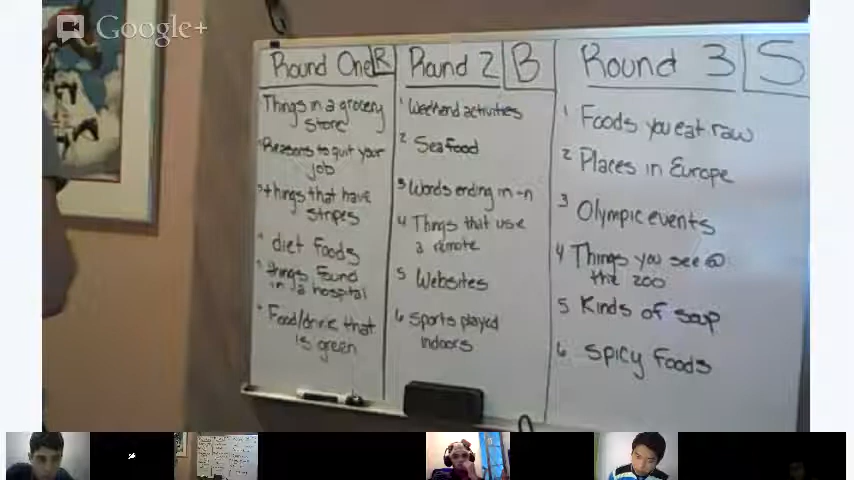 Google+
Round One R
Things in a grocery
store
Reasons to quit your
job
3 things that have
stripes
diet foods
things found
in a hospital
Food/drink that
is green
Round 2 B
1 Weekend activities
2 Seafood
3 Words ending in -n
4 Things that use
a remote
5 Websites
6 Sports played
indoors
Round 3 S
1 Foods you eat raw
2 Places in Europe
3 Olympic events
4 Things you see @
the zoo
5 Kinds of soup
6 Spicy foods